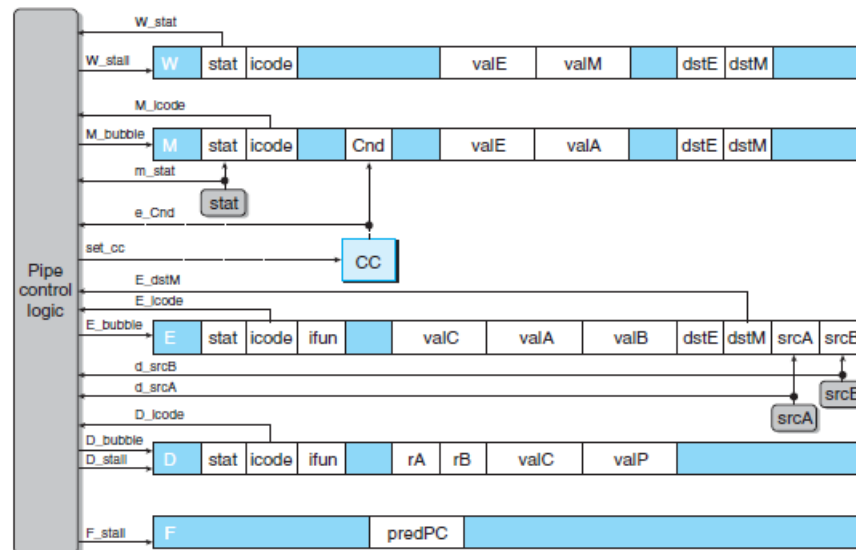 W_stat
W_stall
W stat icode valE valM dstE dstM
M_icode
M_bubble
M stat icode Cnd valE valA dstE dstM
m_stat
stat
e_Cnd
set_cc
CC
Pipe
control
logic
E_dstM
E_icode
E_bubble
E stat icode ifun valC valA valB dstE dstM srcA srcB
d_srcB
srcB
d_srcA
srcA
D_icode
D_bubble
D_stall
D stat icode ifun rA rB valC valP
F_stall
F predPC